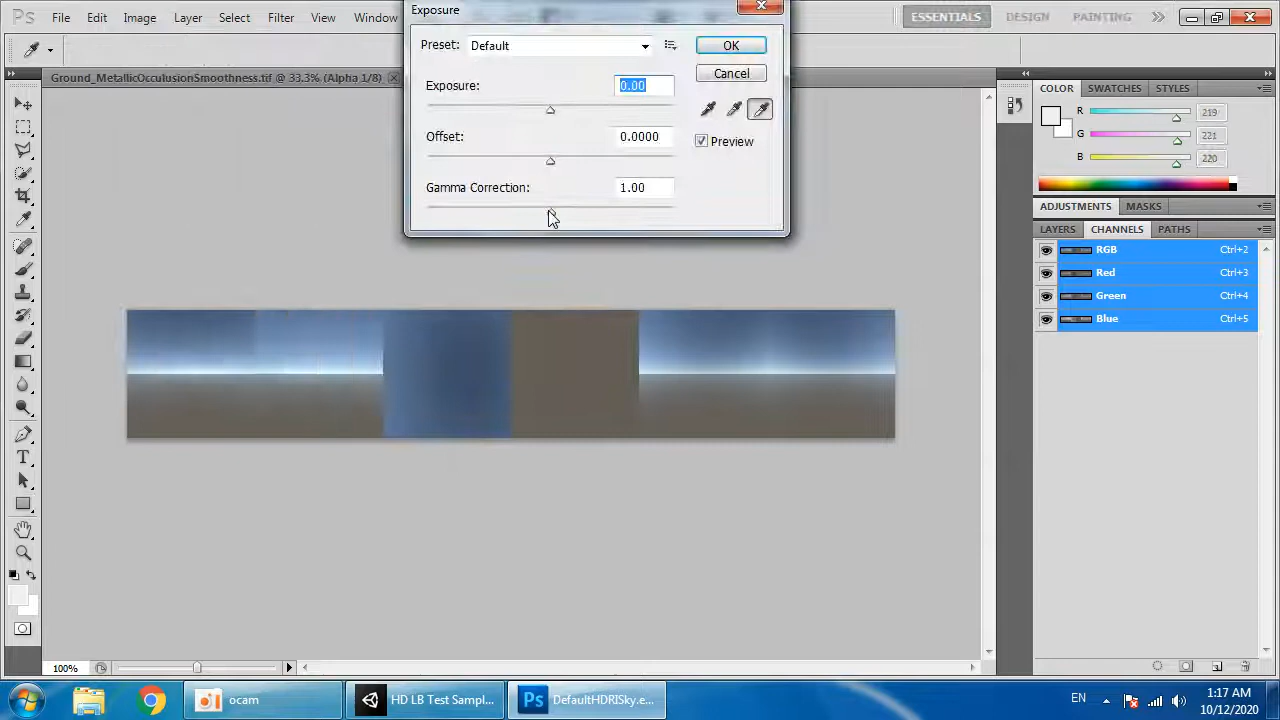 Ps File Edit Image Layer Select Filter View Window
ESSENTIALS DESIGN PAINTING
Exposure
Preset: Default
OK
Cancel
Exposure: 0.00
Offset: 0.0000
Preview
Gamma Correction: 1.00
Ground_MetallicOcculusionSmoothness.tif @ 33.3% (Alpha 1/8)
COLOR SWATCHES STYLES
R 219
G 221
B 220
ADJUSTMENTS MASKS
LAYERS CHANNELS PATHS
RGB Ctrl+2
Red Ctrl+3
Green Ctrl+4
Blue Ctrl+5
100%
ocam
HD LB Test Sampl...
Ps DefaultHDRISky.e...
EN
1:17 AM
10/12/2020